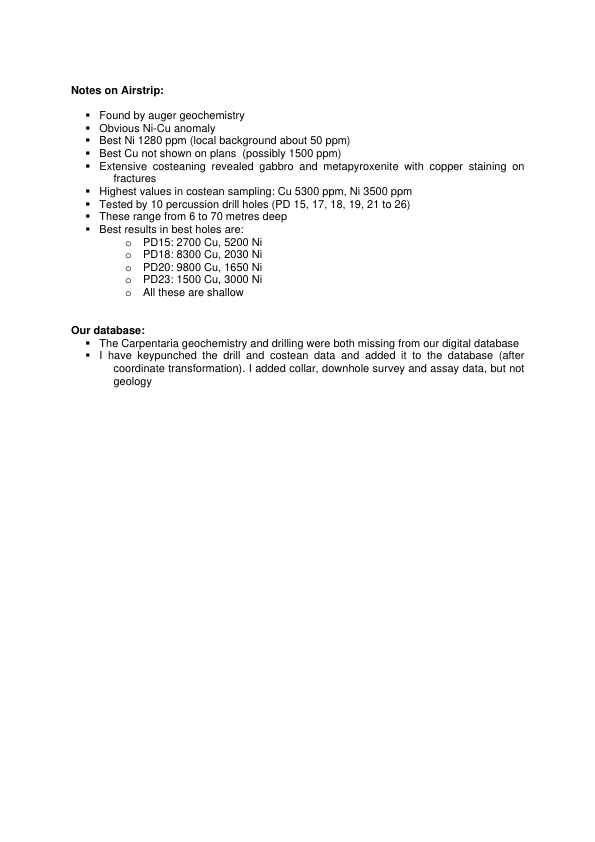 Notes on Airstrip:
▪ Found by auger geochemistry
▪ Obvious Ni-Cu anomaly
▪ Best Ni 1280 ppm (local background about 50 ppm)
▪ Best Cu not shown on plans  (possibly 1500 ppm)
▪ Extensive costeaning revealed gabbro and metapyroxenite with copper staining on
fractures
▪ Highest values in costean sampling: Cu 5300 ppm, Ni 3500 ppm
▪ Tested by 10 percussion drill holes (PD 15, 17, 18, 19, 21 to 26)
▪ These range from 6 to 70 metres deep
▪ Best results in best holes are:
o PD15: 2700 Cu, 5200 Ni
o PD18: 8300 Cu, 2030 Ni
o PD20: 9800 Cu, 1650 Ni
o PD23: 1500 Cu, 3000 Ni
o All these are shallow
Our database:
▪ The Carpentaria geochemistry and drilling were both missing from our digital database
▪ I have keypunched the drill and costean data and added it to the database (after
coordinate transformation). I added collar, downhole survey and assay data, but not
geology